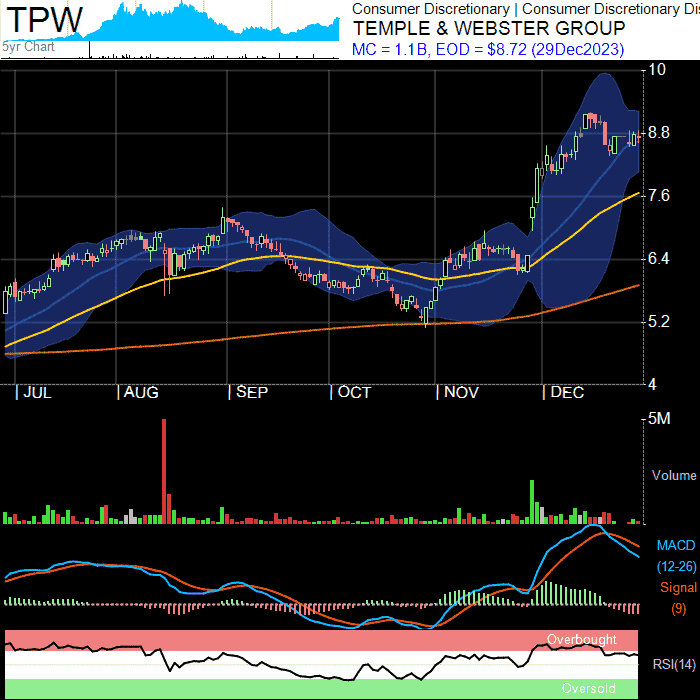 TPW
5yr Chart
Consumer Discretionary | Consumer Discretionary Dis
TEMPLE & WEBSTER GROUP
MC = 1.1B, EOD = $8.72 (29Dec2023)
10
8.8
7.6
6.4
5.2
4
| JUL | AUG | SEP | OCT | NOV | DEC
5M
Volume
MACD
(12-26)
Signal
(9)
Overbought
RSI(14)
Oversold